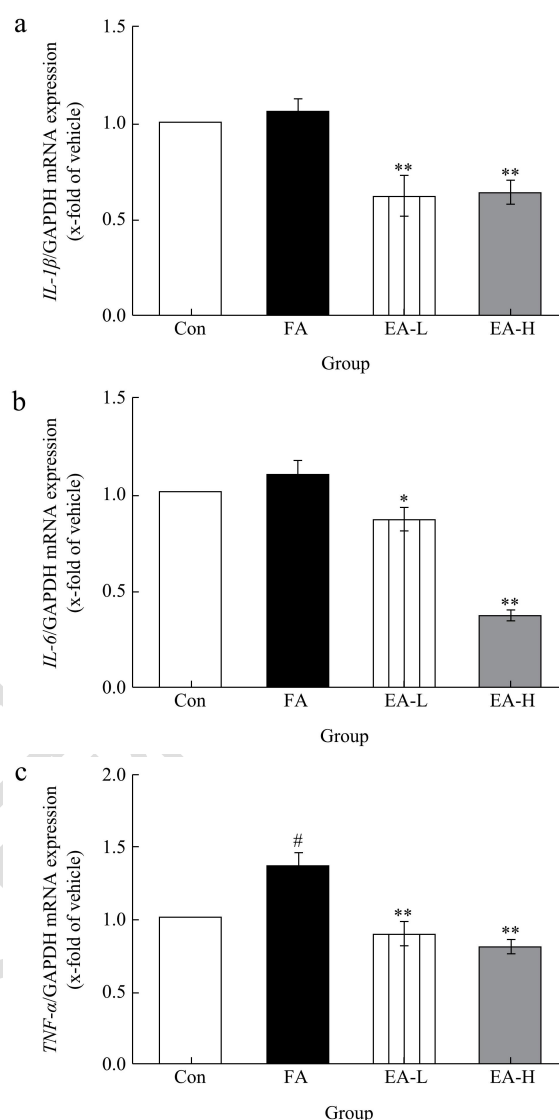 a
IL-1β/GAPDH mRNA expression
(x-fold of vehicle)
1.5
1.0
0.5
0.0
**
**
Con FA EA-L EA-H
Group
b
IL-6/GAPDH mRNA expression
(x-fold of vehicle)
1.5
1.0
0.5
0.0
*
**
Con FA EA-L EA-H
Group
c
TNF-α/GAPDH mRNA expression
(x-fold of vehicle)
2.0
1.5
1.0
0.5
0.0
#
**
**
Con FA EA-L EA-H
Group